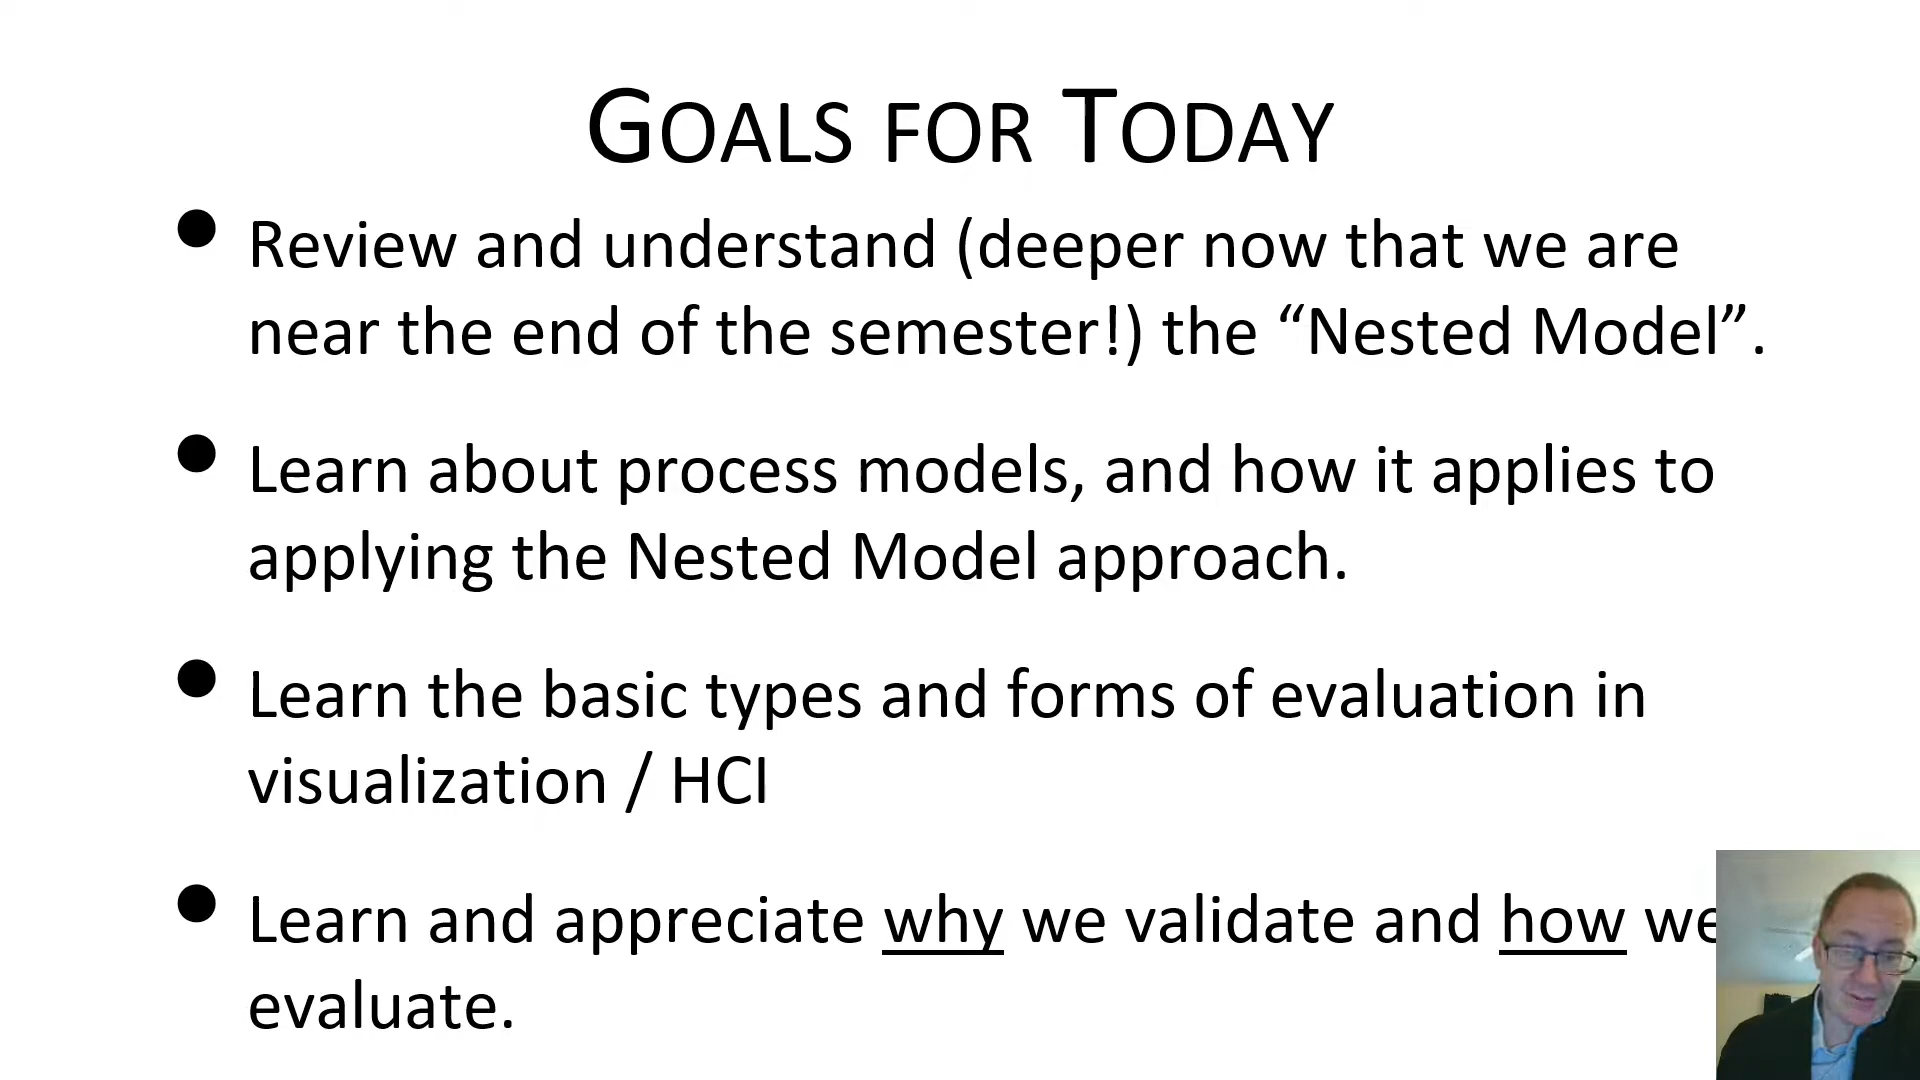 GOALS FOR TODAY
• Review and understand (deeper now that we are
near the end of the semester!) the “Nested Model”.
• Learn about process models, and how it applies to
applying the Nested Model approach.
• Learn the basic types and forms of evaluation in
visualization / HCI
• Learn and appreciate why we validate and how we
evaluate.